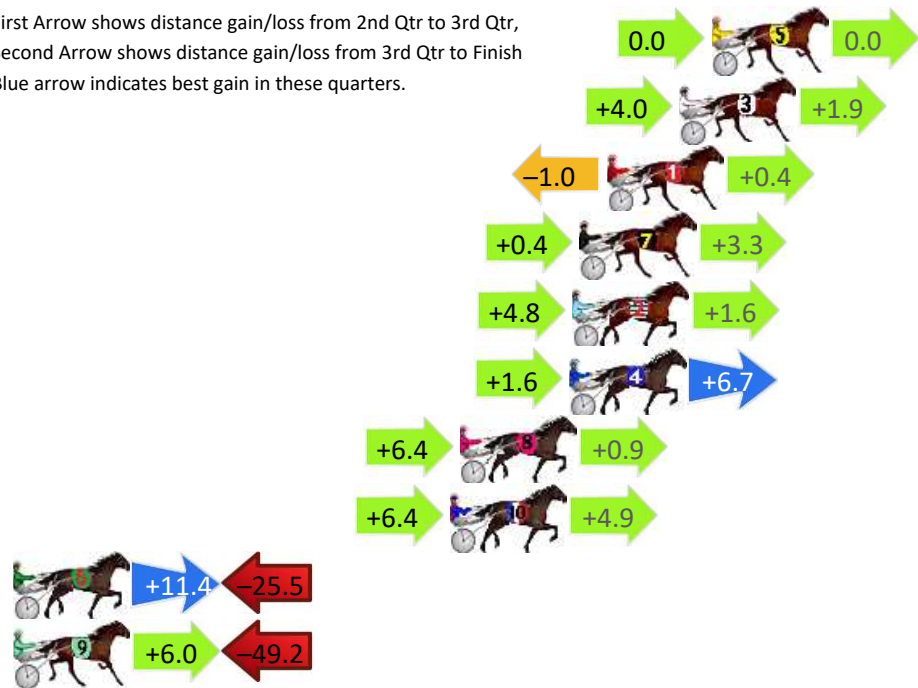 irst Arrow shows distance gain/loss from 2nd Qtr to 3rd Qtr,
econd Arrow shows distance gain/loss from 3rd Qtr to Finish
Blue arrow indicates best gain in these quarters.
0.0 5 0.0
+4.0 3 +1.9
−1.0 1 +0.4
+0.4 7 +3.3
+4.8 2 +1.6
+1.6 4 +6.7
+6.4 8 +0.9
+6.4 10 +4.9
6 +11.4 −25.5
9 +6.0 −49.2